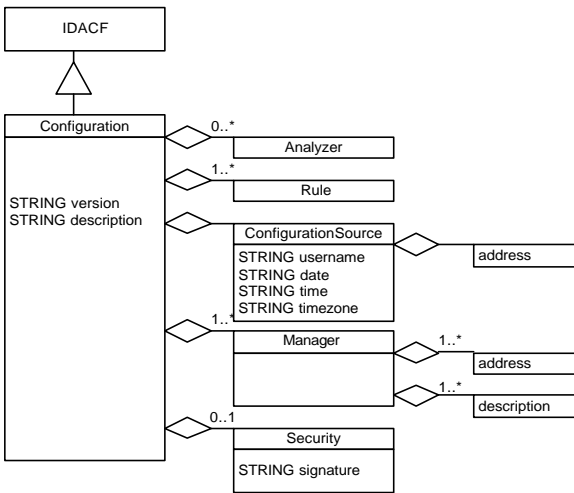 IDACF
Configuration
STRING version
STRING description
0..*
Analyzer
1..*
Rule
ConfigurationSource
STRING username
STRING date
STRING time
STRING timezone
address
1..*
Manager
1..*
address
1..*
description
0..1
Security
STRING signature